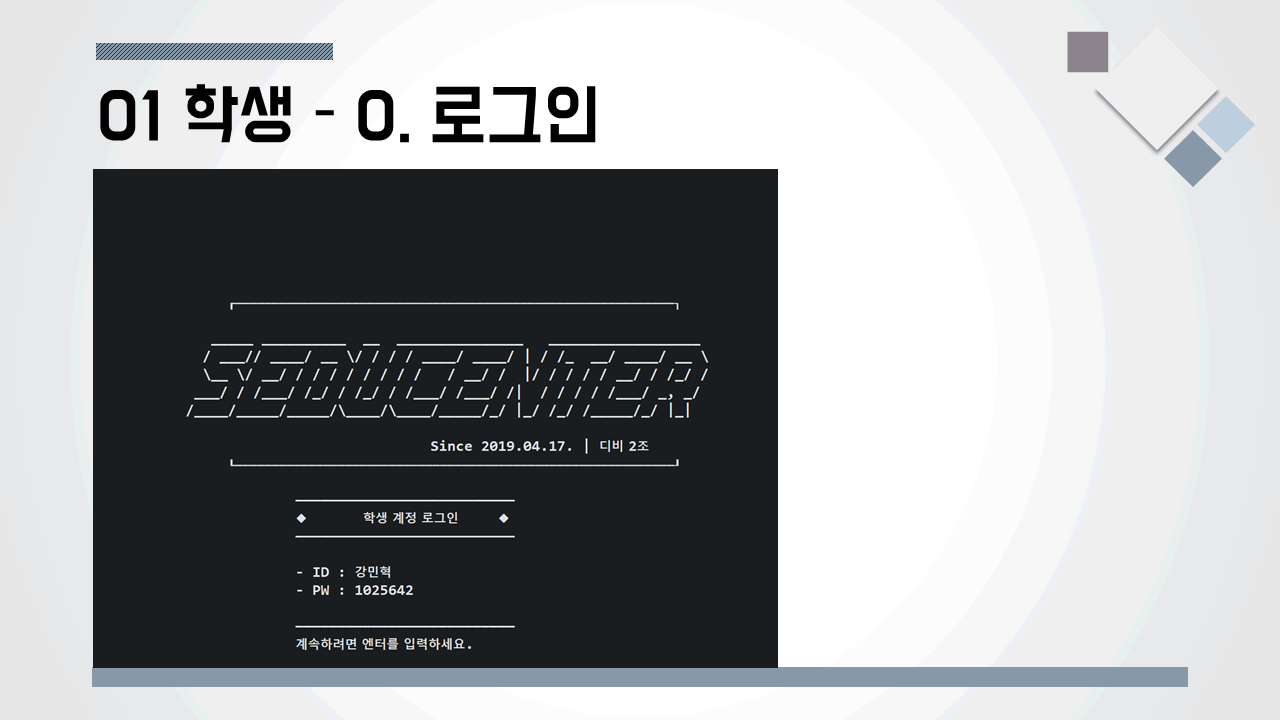 01 학생 - 0. 로그인
SEDUCENTER
Since 2019.04.17. | 디비 2조
◆ 학생 계정 로그인 ◆
- ID : 강민혁
- PW : 1025642
계속하려면 엔터를 입력하세요.